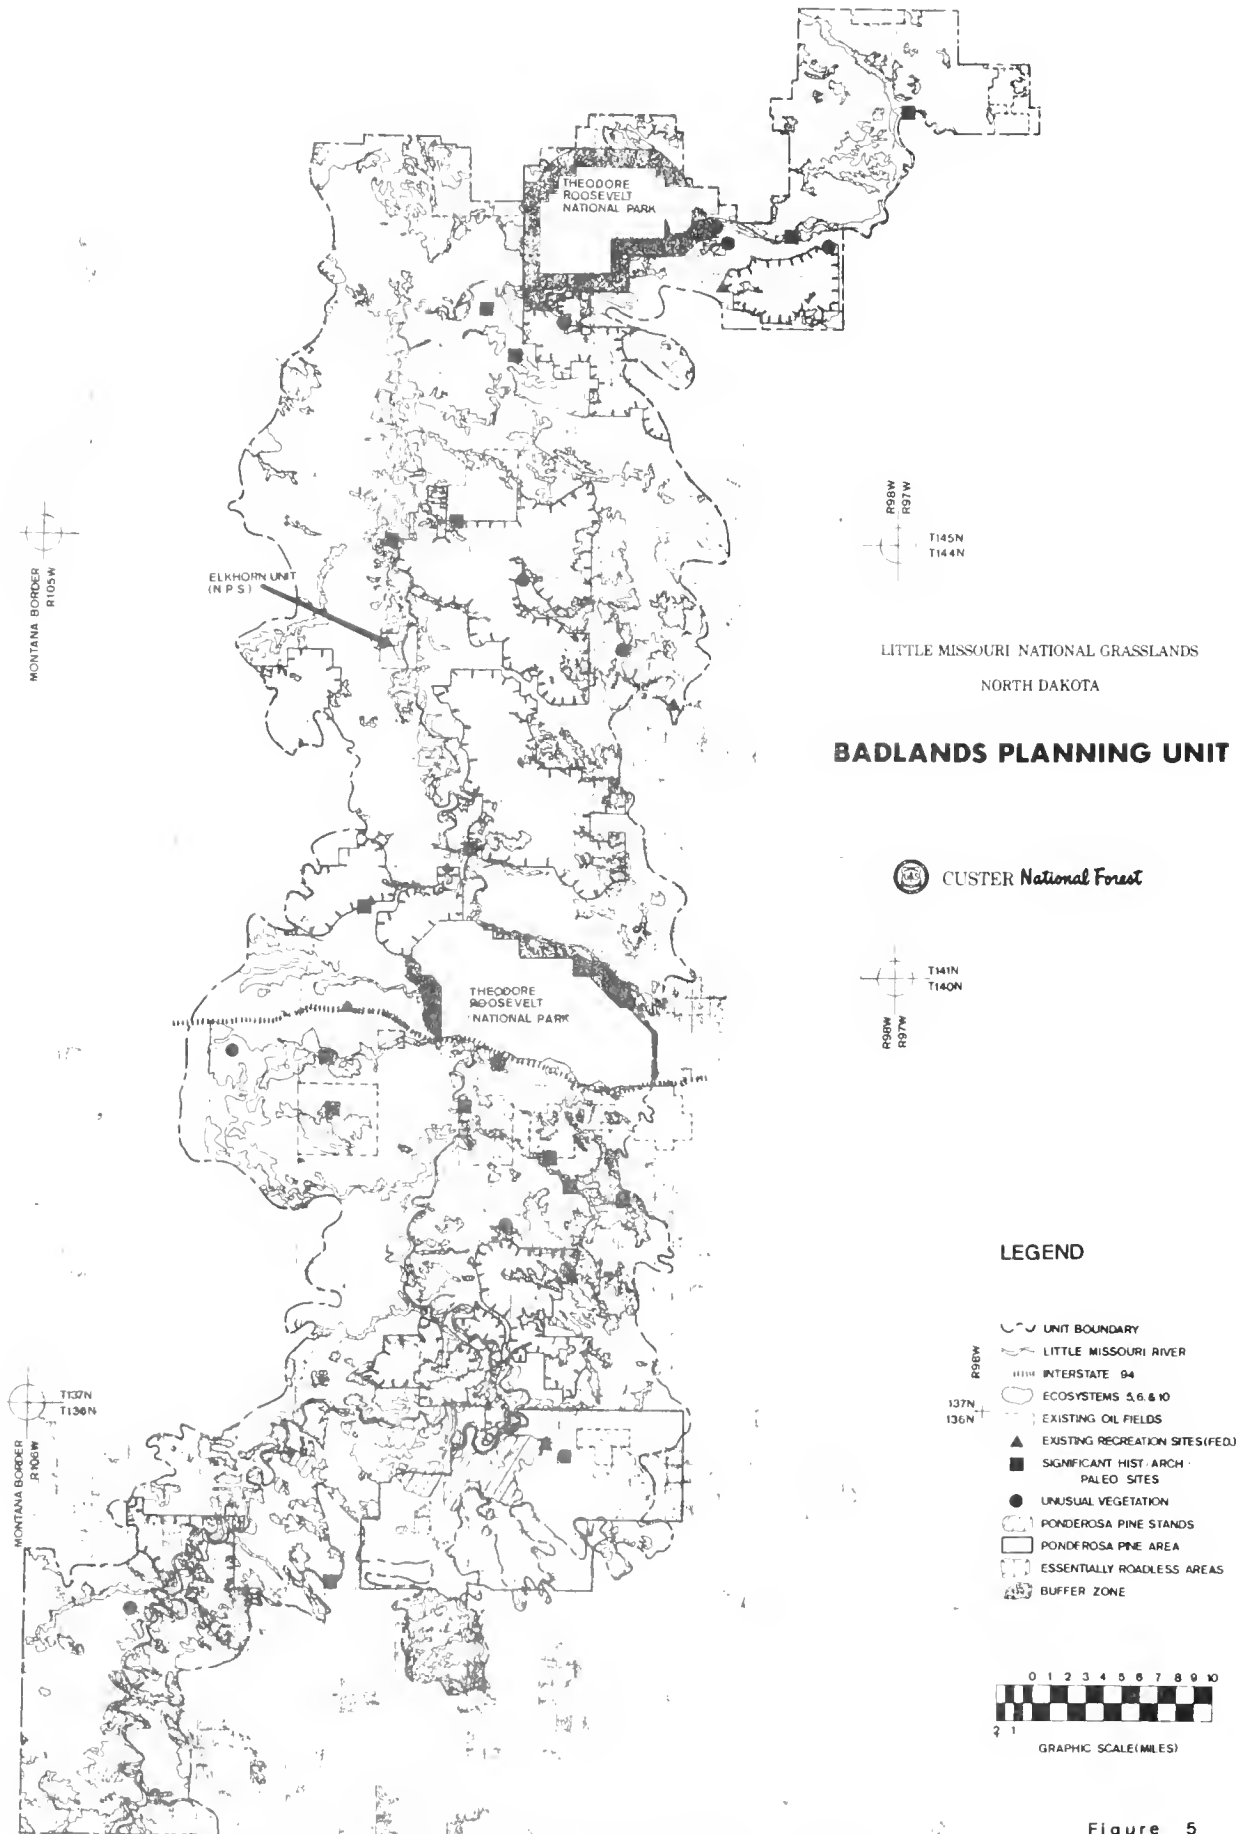 THEODORE
ROOSEVELT
NATIONAL PARK
R98W
R97W
T145N
T144N
MONTANA BORDER
R105W
ELKHORN UNIT
(N P S)
LITTLE MISSOURI NATIONAL GRASSLANDS
NORTH DAKOTA
BADLANDS PLANNING UNIT
CUSTER National Forest
T141N
T140N
R98W
R97W
THEODORE
ROOSEVELT
NATIONAL PARK
LEGEND
UNIT BOUNDARY
LITTLE MISSOURI RIVER
INTERSTATE 94
ECOSYSTEMS 5,6,& 10
EXISTING OIL FIELDS
EXISTING RECREATION SITES(FED.)
SIGNIFICANT HIST·ARCH·
PALEO SITES
UNUSUAL VEGETATION
PONDEROSA PINE STANDS
PONDEROSA PINE AREA
ESSENTIALLY ROADLESS AREAS
BUFFER ZONE
R98W
137N
136N
T137N
T136N
MONTANA BORDER
R106W
0 1 2 3 4 5 6 7 8 9 10
2 1
GRAPHIC SCALE(MILES)
Figure 5